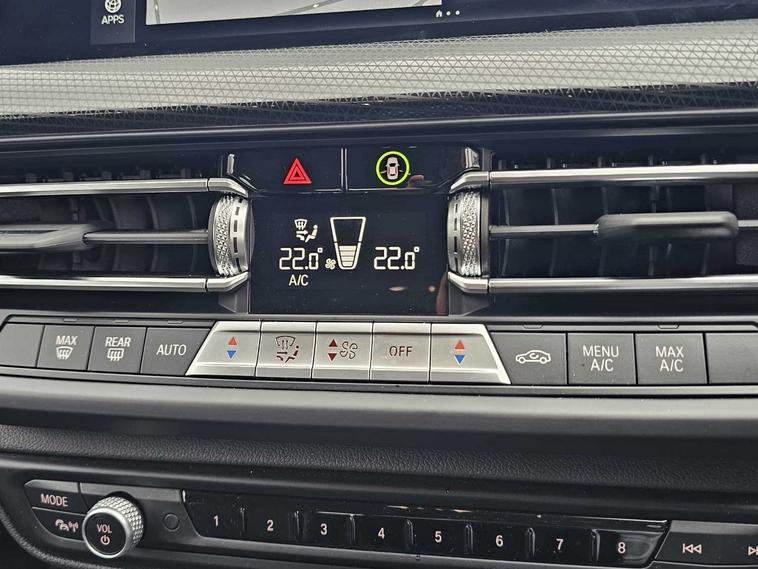 APPS
22.0° 22.0°
A/C
MAX REAR AUTO OFF MENU A/C MAX A/C
MODE
VOL
1 2 3 4 5 6 7 8